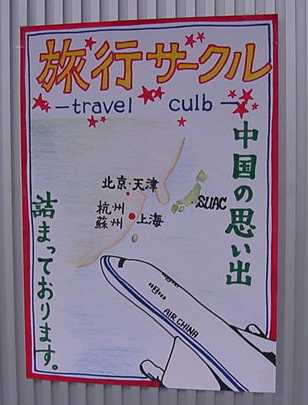 旅行サークル
travel culb
中国の思い出
詰まっております。
北京・天津
杭州
蘇州
上海
SUAC
AIR CHINA